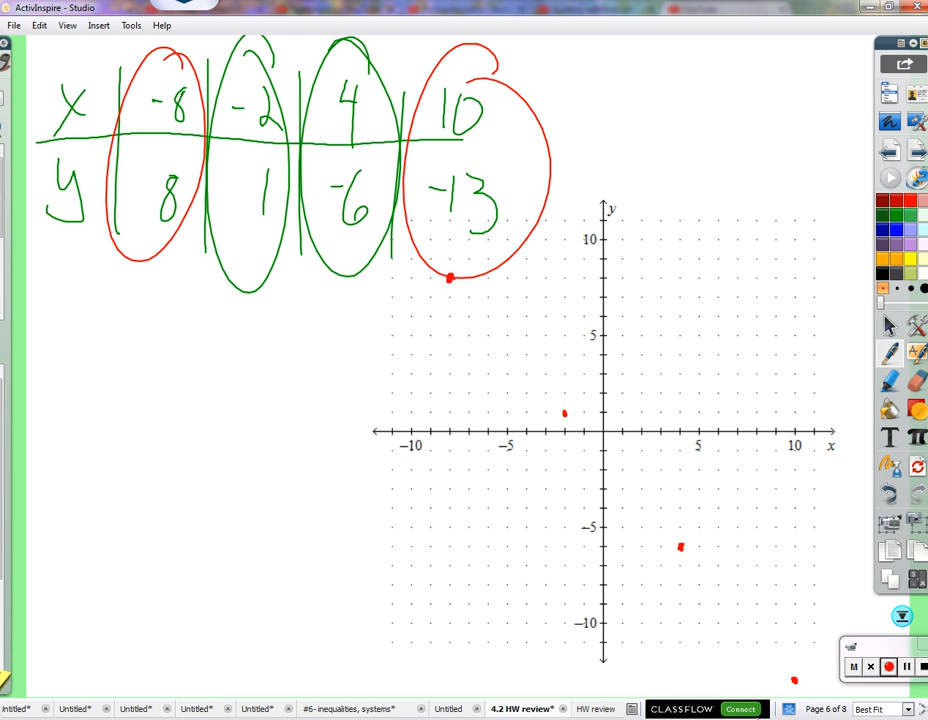 ActivInspire - Studio
File Edit View Insert Tools Help
x -8 -2 4 10
y 8 1 -6 -13
y
10
5
-10 -5 5 10 x
-5
-10
T π
M
ntitled* Untitled* Untitled* Untitled* Untitled* #6- inequalities, systems* Untitled 4.2 HW review* HW review CLASSFLOW Connect Page 6 of 8 Best Fit